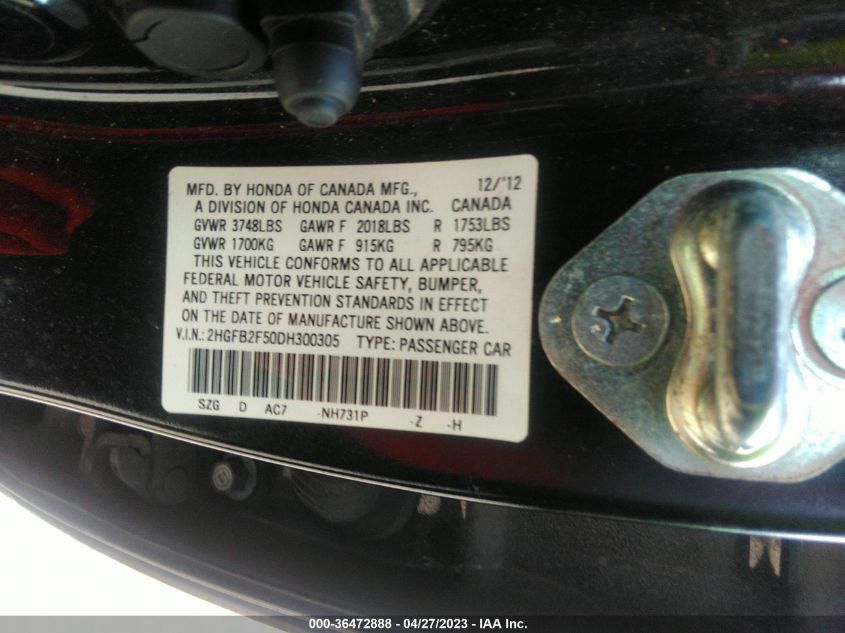 MFD. BY HONDA OF CANADA MFG., 12/'12
A DIVISION OF HONDA CANADA INC. CANADA
GVWR 3748LBS GAWR F 2018LBS R 1753LBS
GVWR 1700KG GAWR F 915KG R 795KG
THIS VEHICLE CONFORMS TO ALL APPLICABLE
FEDERAL MOTOR VEHICLE SAFETY, BUMPER,
AND THEFT PREVENTION STANDARDS IN EFFECT
ON THE DATE OF MANUFACTURE SHOWN ABOVE.
V.I.N.: 2HGFB2F50DH300305 TYPE: PASSENGER CAR
SZG D AC7 -NH731P -Z -H
000-36472888 - 04/27/2023 - IAA Inc.